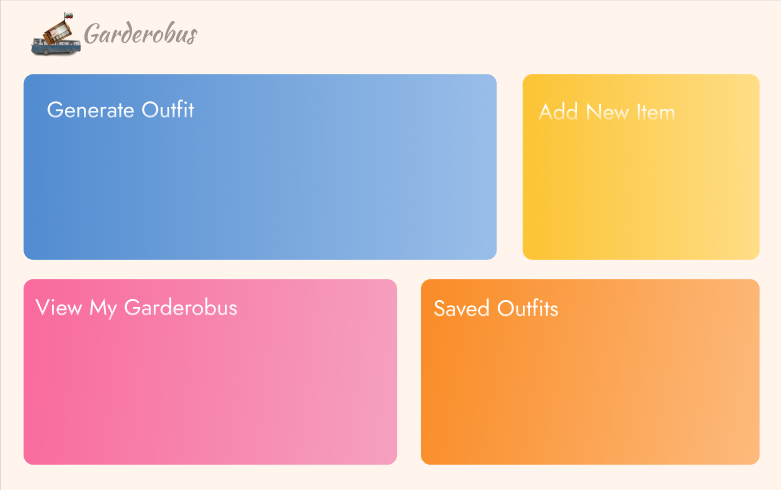 Garderobus
Generate Outfit
Add New Item
View My Garderobus
Saved Outfits